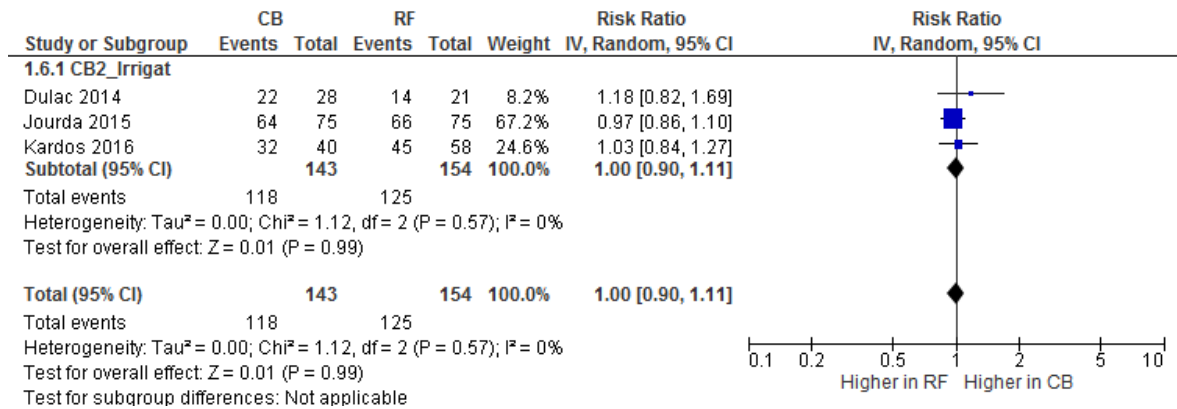 CB RF Risk Ratio Risk Ratio
Study or Subgroup Events Total Events Total Weight IV, Random, 95% CI IV, Random, 95% CI
1.6.1 CB2_Irrigat
Dulac 2014 22 28 14 21 8.2% 1.18 [0.82, 1.69]
Jourda 2015 64 75 66 75 67.2% 0.97 [0.86, 1.10]
Kardos 2016 32 40 45 58 24.6% 1.03 [0.84, 1.27]
Subtotal (95% CI) 143 154 100.0% 1.00 [0.90, 1.11]
Total events 118 125
Heterogeneity: Tau² = 0.00; Chi² = 1.12, df = 2 (P = 0.57); I² = 0%
Test for overall effect: Z = 0.01 (P = 0.99)
Total (95% CI) 143 154 100.0% 1.00 [0.90, 1.11]
Total events 118 125
Heterogeneity: Tau² = 0.00; Chi² = 1.12, df = 2 (P = 0.57); I² = 0%
Test for overall effect: Z = 0.01 (P = 0.99)
Test for subgroup differences: Not applicable
0.1 0.2 0.5 1 2 5 10
Higher in RF Higher in CB